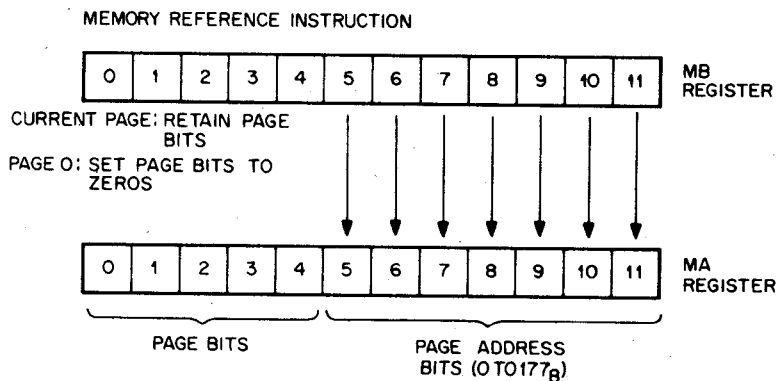 MEMORY REFERENCE INSTRUCTION
0 1 2 3 4 5 6 7 8 9 10 11
MB
REGISTER
CURRENT PAGE: RETAIN PAGE
BITS
PAGE 0: SET PAGE BITS TO
ZEROS
0 1 2 3 4 5 6 7 8 9 10 11
MA
REGISTER
PAGE BITS
PAGE ADDRESS
BITS (0 TO 177₈)